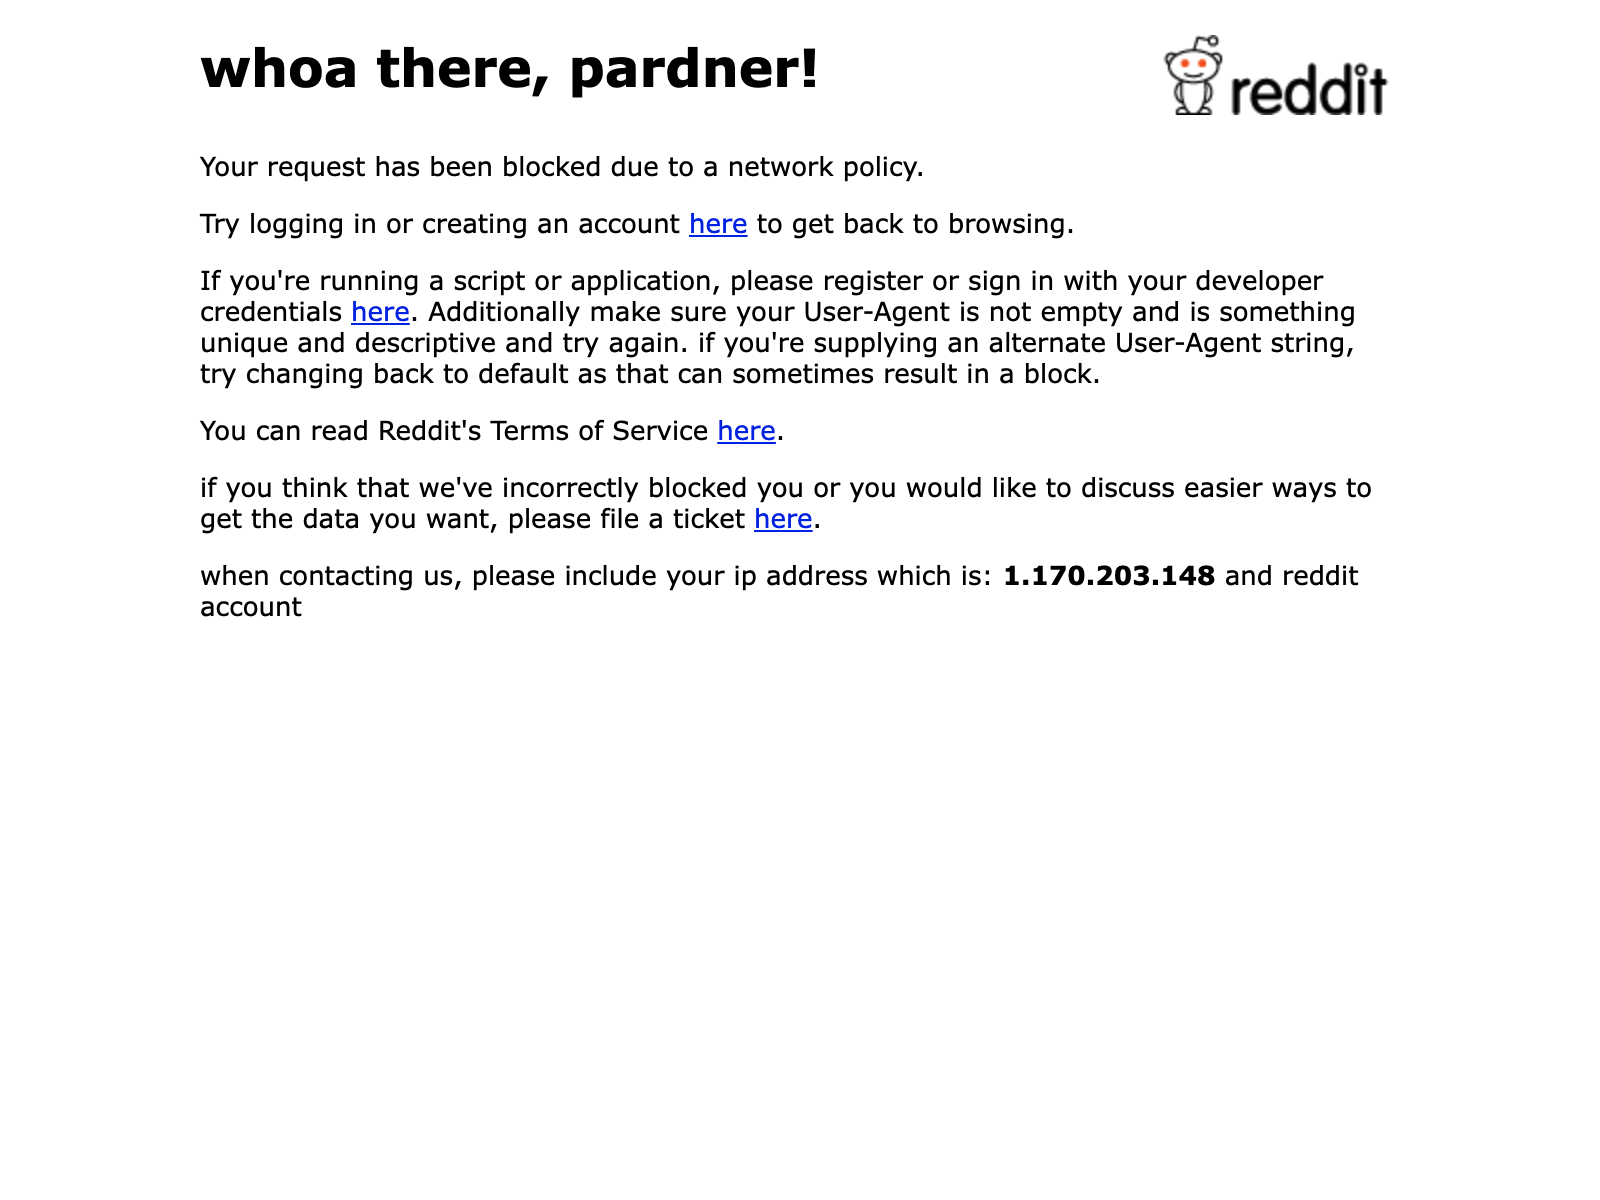 whoa there, pardner!
reddit
Your request has been blocked due to a network policy.
Try logging in or creating an account here to get back to browsing.
If you're running a script or application, please register or sign in with your developer
credentials here. Additionally make sure your User-Agent is not empty and is something
unique and descriptive and try again. if you're supplying an alternate User-Agent string,
try changing back to default as that can sometimes result in a block.
You can read Reddit's Terms of Service here.
if you think that we've incorrectly blocked you or you would like to discuss easier ways to
get the data you want, please file a ticket here.
when contacting us, please include your ip address which is: 1.170.203.148 and reddit
account